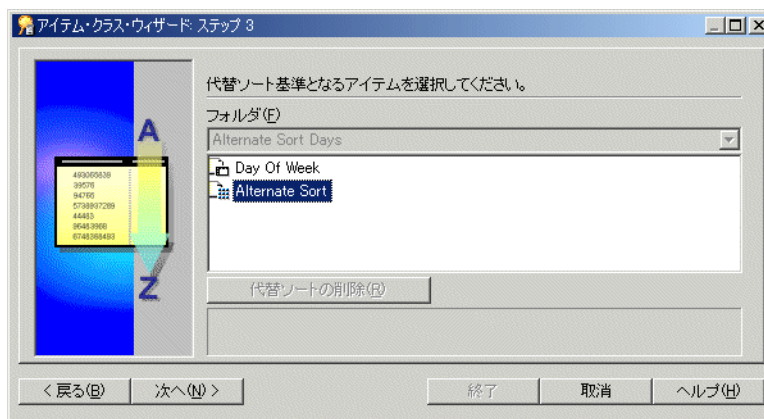 アイテム・クラス・ウィザード: ステップ 3
代替ソート基準となるアイテムを選択してください。
フォルダ(F)
Alternate Sort Days
A
Day Of Week
Alternate Sort
39576
94766
44483
Z
代替ソートの削除(R)
< 戻る(B)
次へ(N) >
終了
取消
ヘルプ(H)